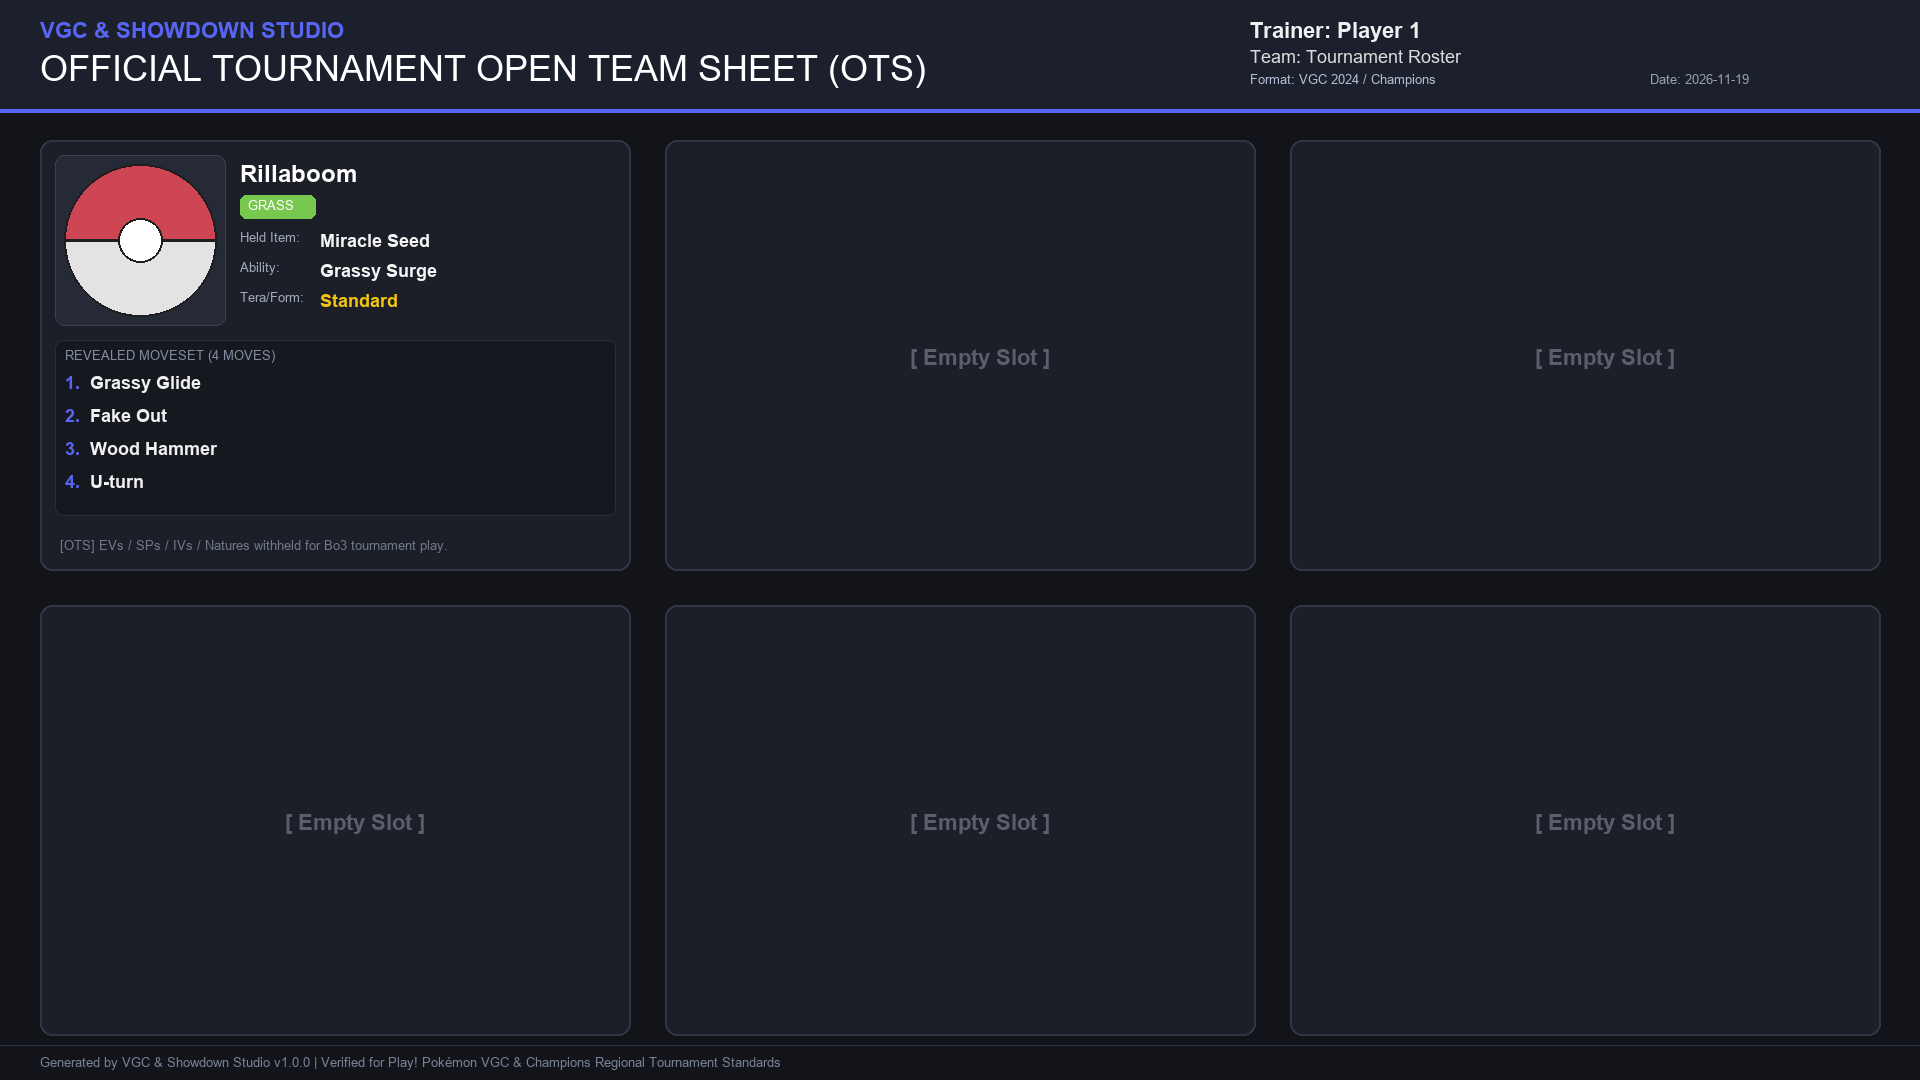 VGC & SHOWDOWN STUDIO
OFFICIAL TOURNAMENT OPEN TEAM SHEET (OTS)
Trainer: Player 1
Team: Tournament Roster
Format: VGC 2024 / Champions
Date: 2026-11-19
Rillaboom
GRASS
Held Item: Miracle Seed
Ability: Grassy Surge
Tera/Form: Standard
REVEALED MOVESET (4 MOVES)
1. Grassy Glide
2. Fake Out
3. Wood Hammer
4. U-turn
[OTS] EVs / SPs / IVs / Natures withheld for Bo3 tournament play.
[ Empty Slot ]
[ Empty Slot ]
[ Empty Slot ]
[ Empty Slot ]
[ Empty Slot ]
Generated by VGC & Showdown Studio v1.0.0 | Verified for Play! Pokémon VGC & Champions Regional Tournament Standards